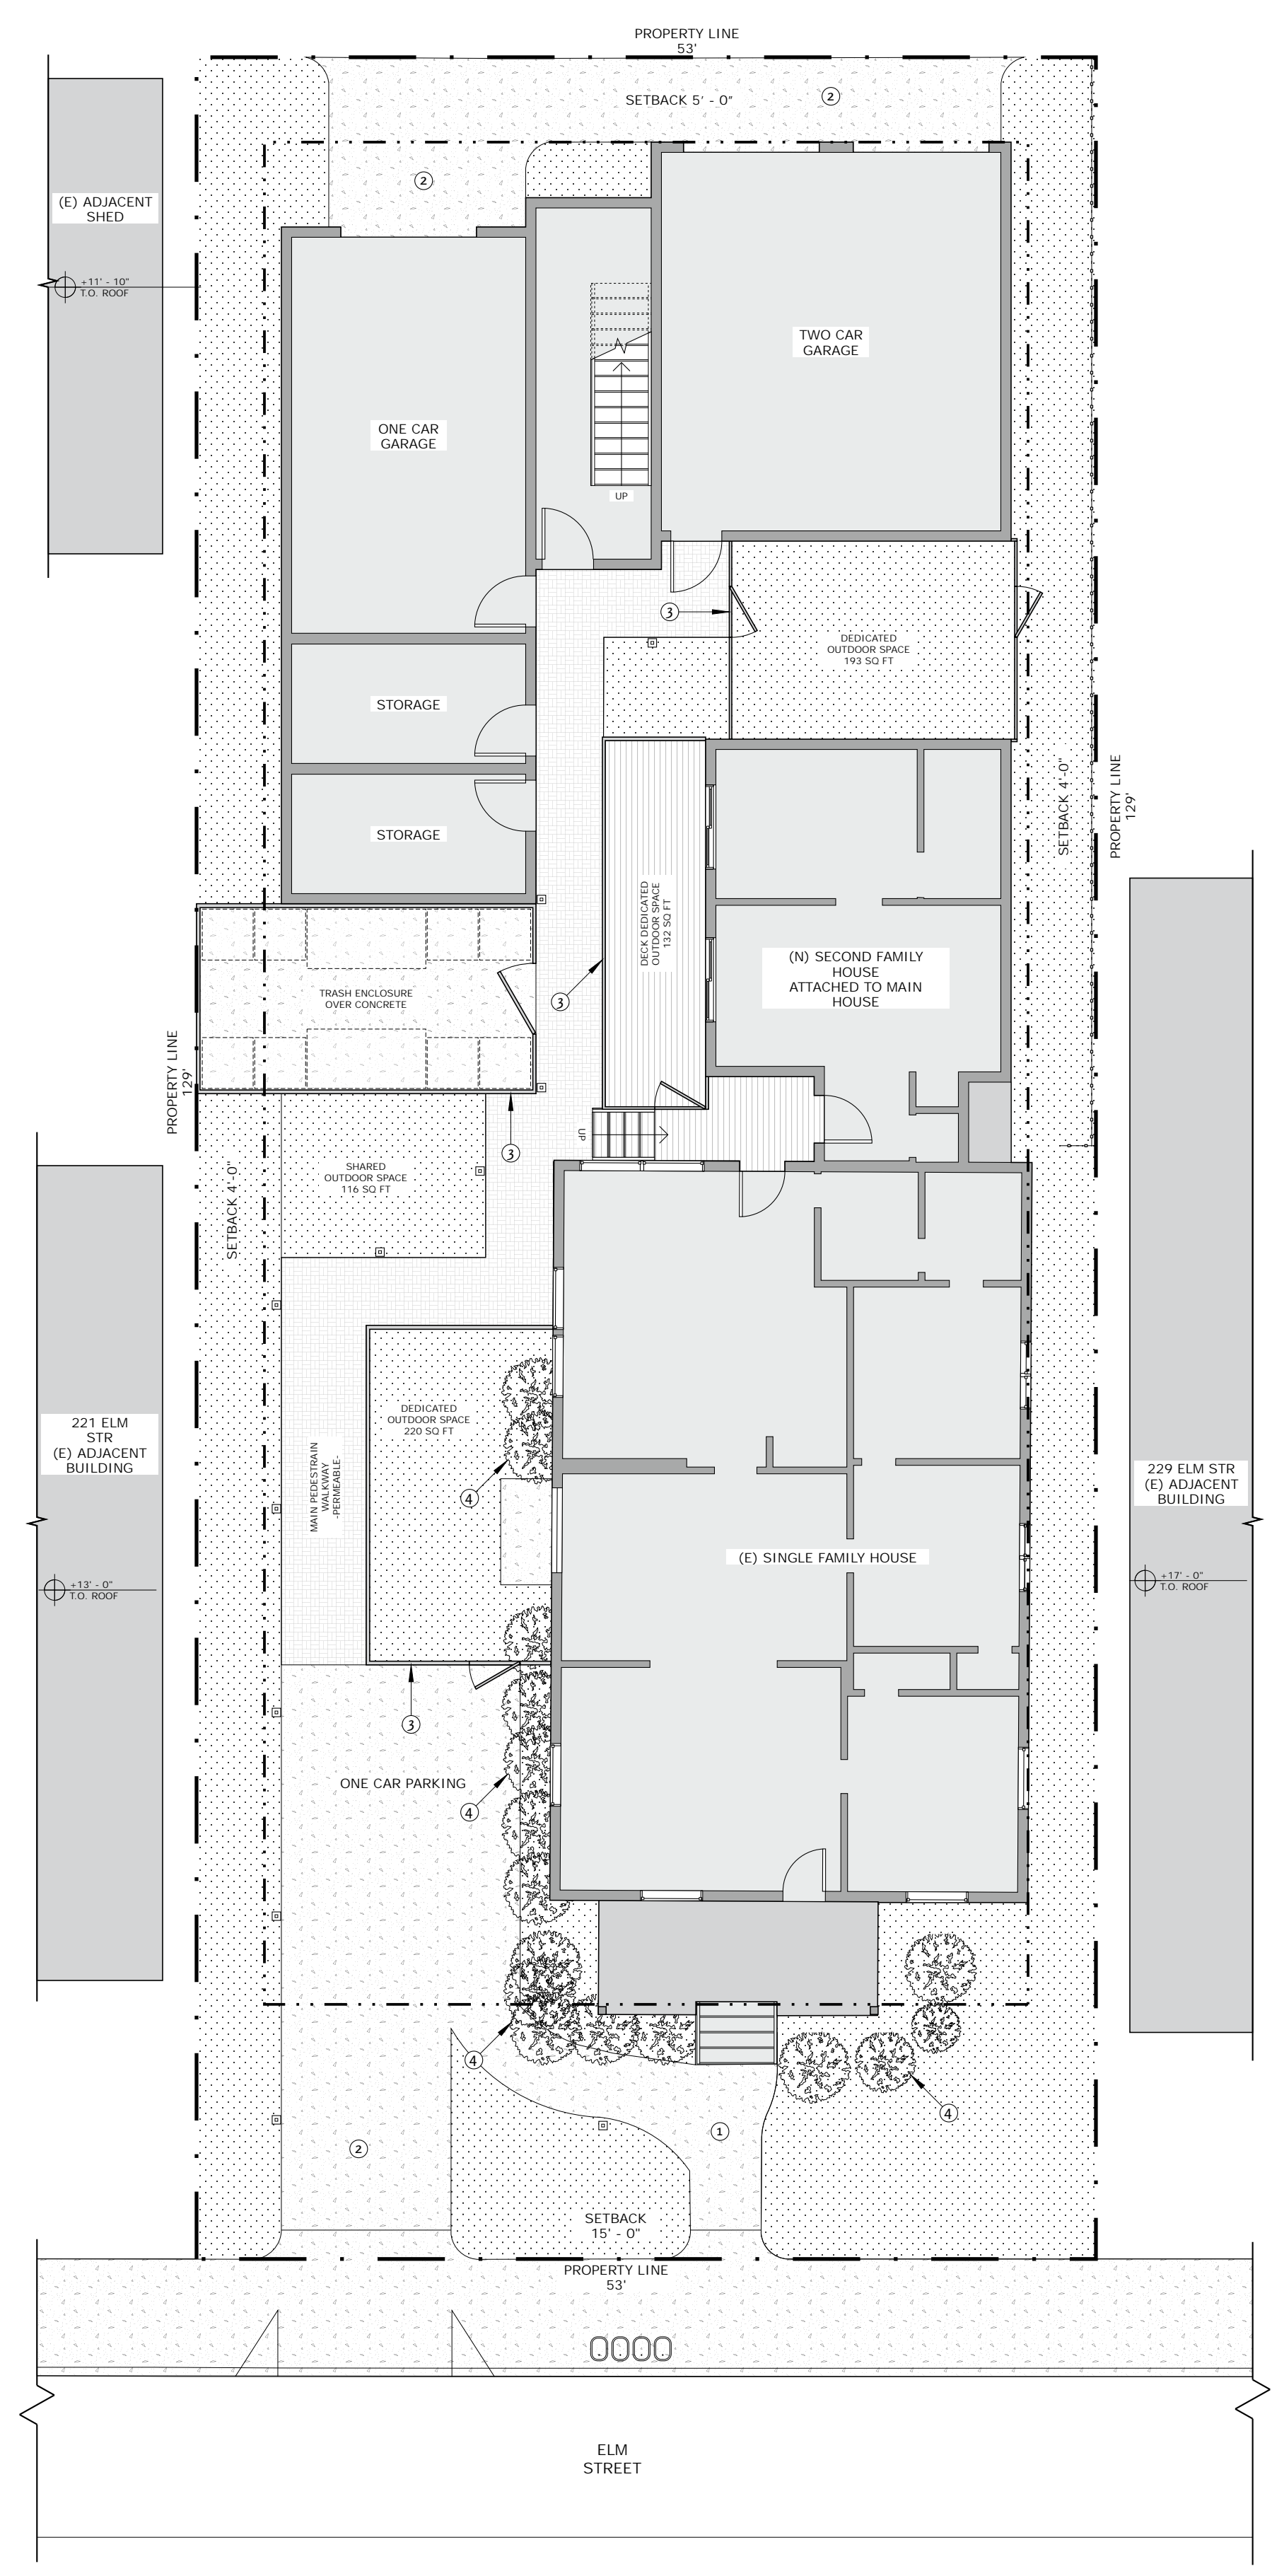 PROPERTY LINE
53'
SETBACK 5' - 0"
2
2
(E) ADJACENT
SHED
+11' - 10"
T.O. ROOF
TWO CAR
GARAGE
ONE CAR
GARAGE
UP
3
DEDICATED
OUTDOOR SPACE
193 SQ FT
STORAGE
STORAGE
SETBACK 4'-0"
PROPERTY LINE
129'
DECK DEDICATED
OUTDOOR SPACE
132 SQ FT
(N) SECOND FAMILY
HOUSE
ATTACHED TO MAIN
HOUSE
3
TRASH ENCLOSURE
OVER CONCRETE
PROPERTY LINE
129'
3
UP
SHARED
OUTDOOR SPACE
116 SQ FT
SETBACK 4'-0"
DEDICATED
OUTDOOR SPACE
220 SQ FT
221 ELM
STR
(E) ADJACENT
BUILDING
MAIN PEDESTRAIN
WALKWAY
-PERMEABLE-
4
229 ELM STR
(E) ADJACENT
BUILDING
(E) SINGLE FAMILY HOUSE
+13' - 0"
T.O. ROOF
+17' - 0"
T.O. ROOF
3
ONE CAR PARKING
4
4
4
1
2
SETBACK
15' - 0"
PROPERTY LINE
53'
ELM
STREET